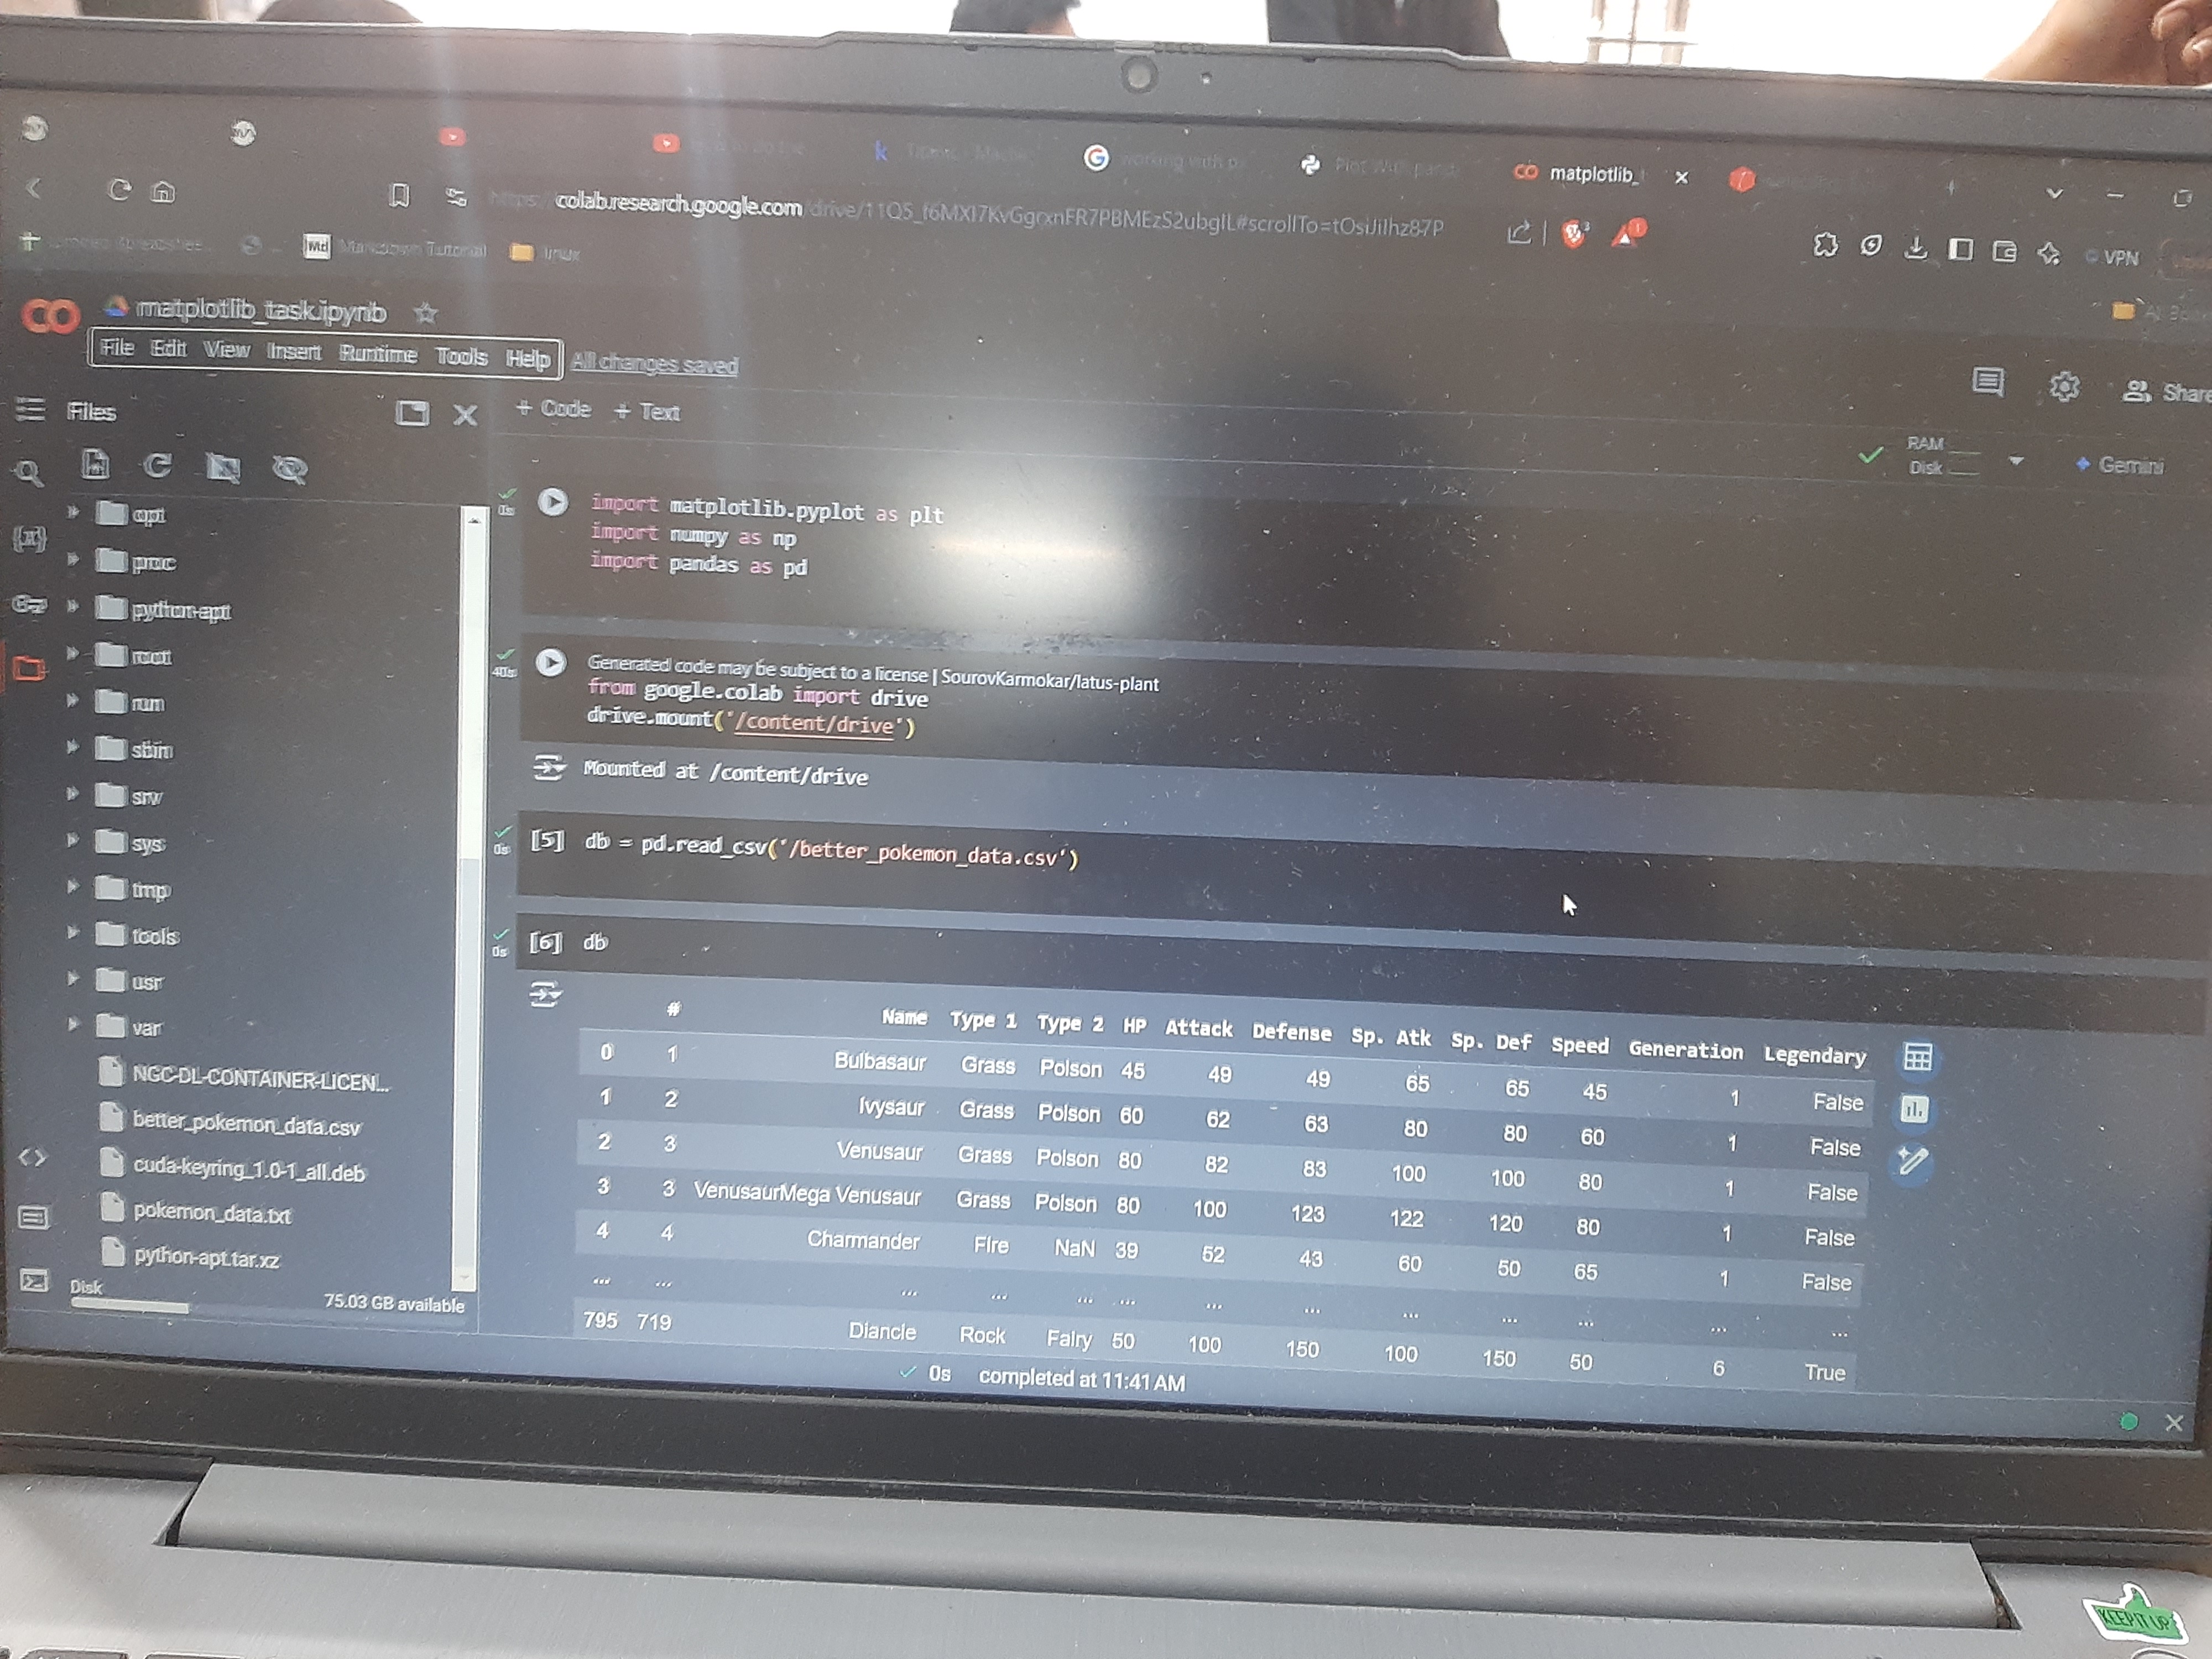 matplotlib_
colab.research.google.com/drive/11Q5_f6MXI7KvGgrxnFR7PBMEzS2ubgIL#scrollTo=tOsiJiIhz87P
VPN
Markdown Tutorial
linux
matplotlib_task.ipynb
File Edit View Insert Runtime Tools Help All changes saved
Share
Files
+ Code + Text
RAM
Disk
Gemini
opt
proc
python-apt
root
run
sbin
srv
sys
tmp
tools
usr
var
NGC-DL-CONTAINER-LICEN...
better_pokemon_data.csv
cuda-keyring_1.0-1_all.deb
pokemon_data.txt
python-apt.tar.xz
Disk
75.03 GB available
0s
import matplotlib.pyplot as plt
import numpy as np
import pandas as pd
40s
Generated code may be subject to a license | SourovKarmokar/latus-plant
from google.colab import drive
drive.mount('/content/drive')
Mounted at /content/drive
0s
[5] db = pd.read_csv('/better_pokemon_data.csv')
0s
[6] db
# Name Type 1 Type 2 HP Attack Defense Sp. Atk Sp. Def Speed Generation Legendary
0 1 Bulbasaur Grass Poison 45 49 49 65 65 45 1 False
1 2 Ivysaur Grass Poison 60 62 63 80 80 60 1 False
2 3 Venusaur Grass Poison 80 82 83 100 100 80 1 False
3 3 VenusaurMega Venusaur Grass Poison 80 100 123 122 120 80 1 False
4 4 Charmander Fire NaN 39 52 43 60 50 65 1 False
... ... ... ... ... ... ... ... ... ... ... ... ...
795 719 Diancie Rock Fairy 50 100 150 100 150 50 6 True
0s completed at 11:41 AM
KEEP IT UP